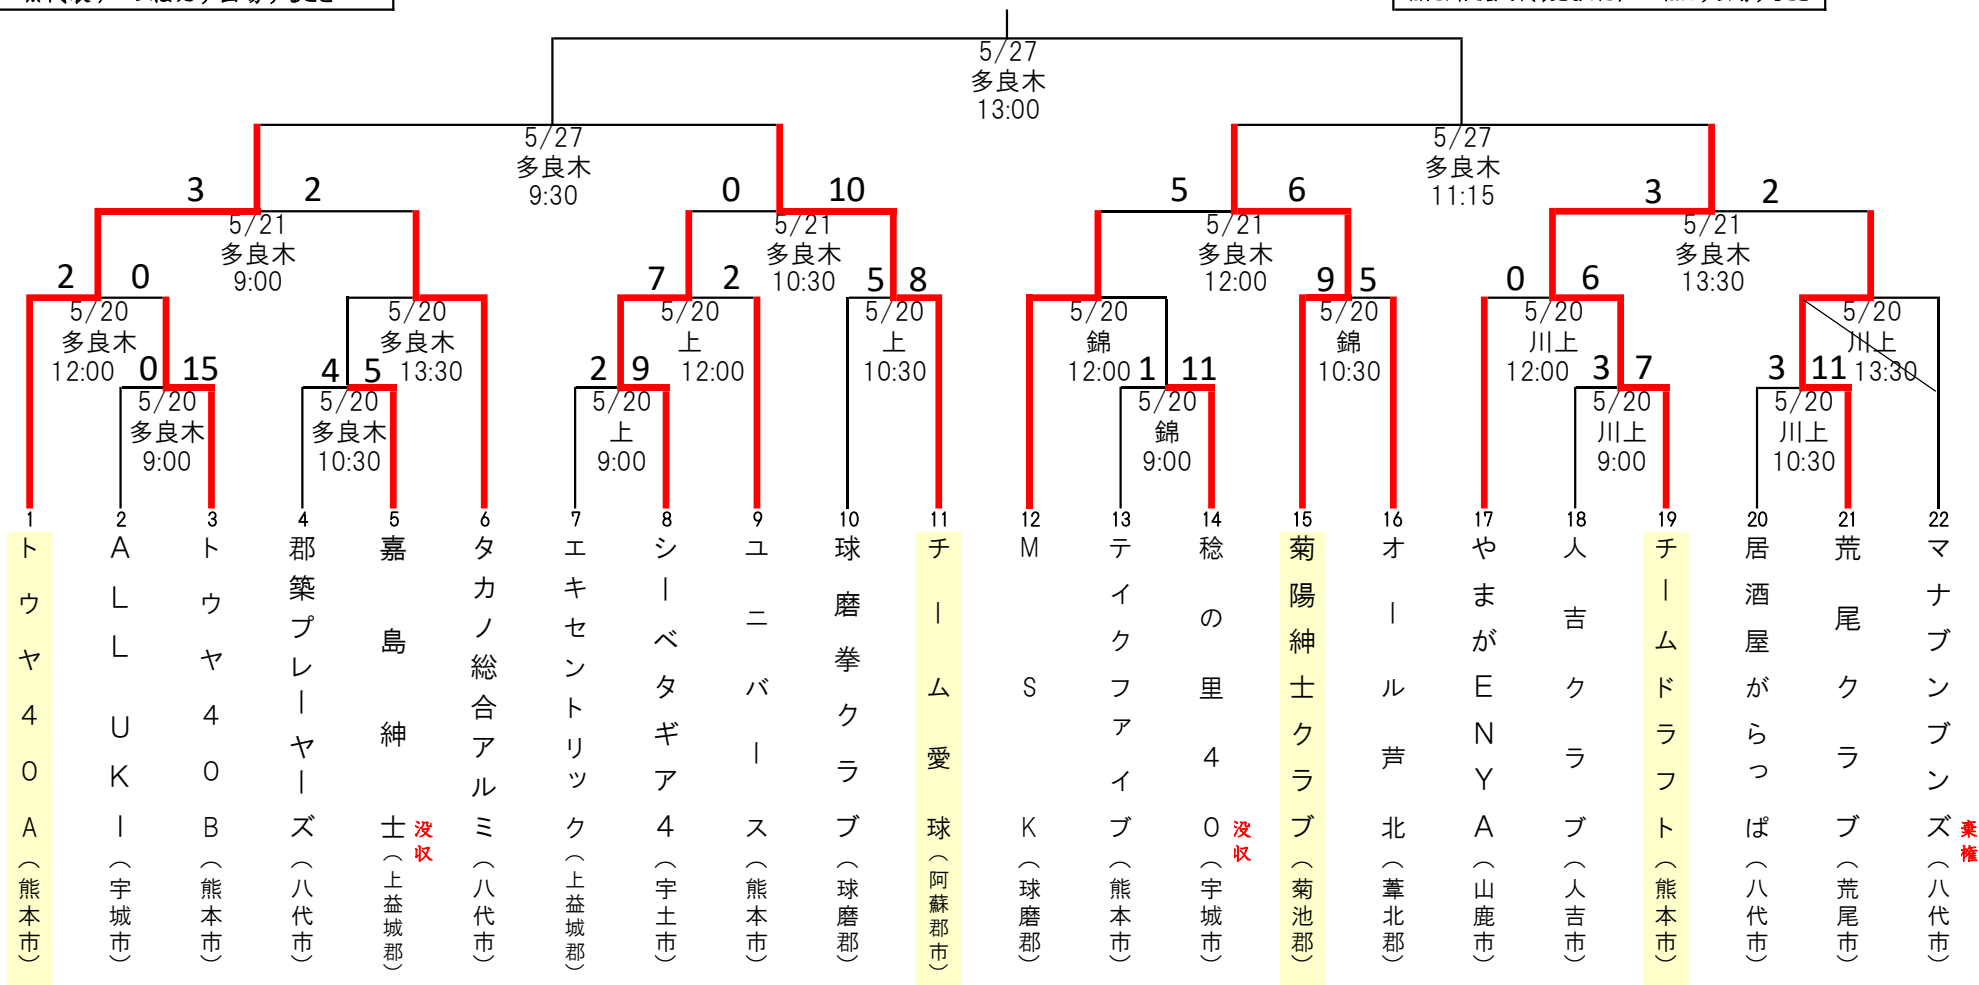 5/27
多良木
13:00
5/27
多良木
9:30
5/27
多良木
11:15
3 2
5/21
多良木
9:00
0 10
5/21
多良木
10:30
5 6
5/21
多良木
12:00
3 2
5/21
多良木
13:30
2 0
5/20
多良木
12:00
5/20
多良木
13:30
7 2
5/20
上
12:00
5 8
5/20
上
10:30
5/20
錦
12:00
9 5
5/20
錦
10:30
0 6
5/20
川上
12:00
5/20
川上
13:30
0 15
5/20
多良木
9:00
4 5
5/20
多良木
10:30
2 9
5/20
上
9:00
1 11
5/20
錦
9:00
3 7
5/20
川上
9:00
3 11
5/20
川上
10:30
1 トウヤ40A(熊本市)
2 ALL UKI(宇城市)
3 トウヤ40B(熊本市)
4 郡築プレーヤーズ(八代市)
5 嘉島紳士(上益城郡)
没収
6 タカノ総合アルミ(八代市)
7 エキセントリック(上益城郡)
8 シーベタギア4(宇土市)
9 ユニバース(熊本市)
10 球磨拳クラブ(球磨郡)
11 チーム愛球(阿蘇郡市)
12 MSK(球磨郡)
13 テイクファイブ(熊本市)
14 稔の里40(宇城市)
没収
15 菊陽紳士クラブ(菊池郡)
16 オール芦北(葦北郡)
17 やまがENYA(山鹿市)
18 人吉クラブ(人吉市)
19 チームドラフト(熊本市)
20 居酒屋がらっぱ(八代市)
21 荒尾クラブ(荒尾市)
22 マナブンブンズ(八代市)
棄権